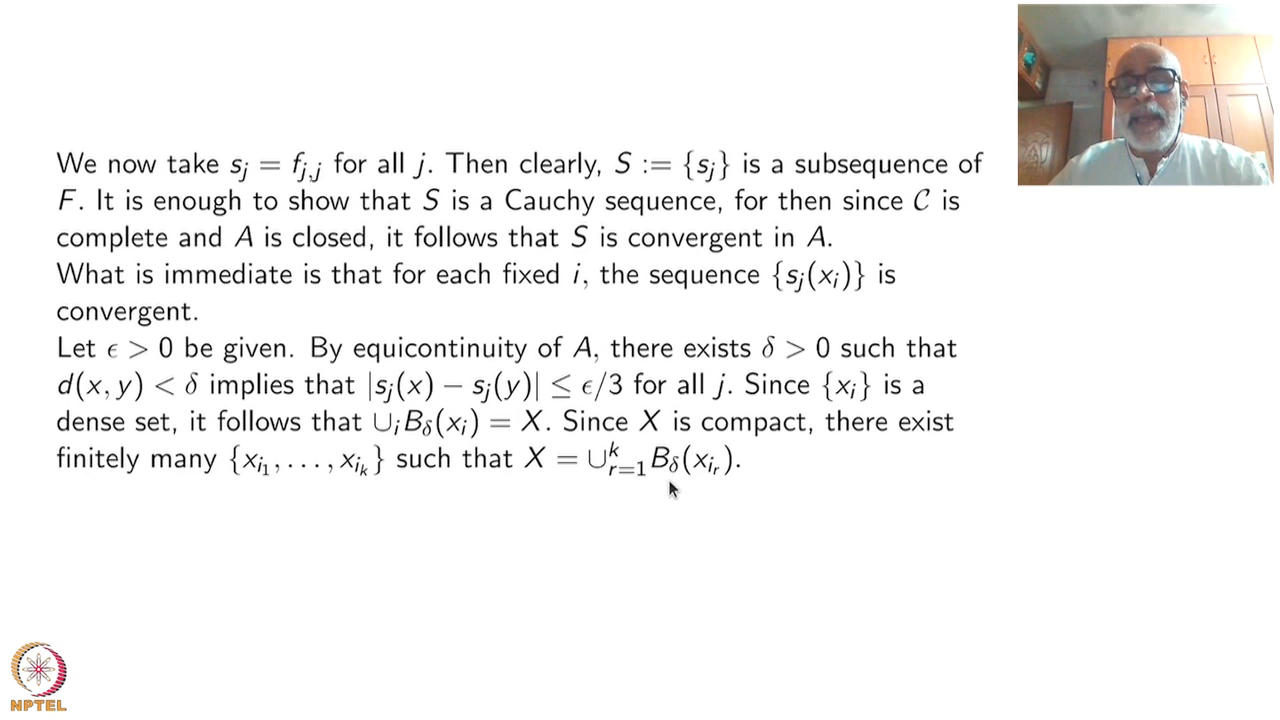 We now take s_j = f_{j,j} for all j. Then clearly, S := {s_j} is a subsequence of
F. It is enough to show that S is a Cauchy sequence, for then since 𝒞 is
complete and A is closed, it follows that S is convergent in A.
What is immediate is that for each fixed i, the sequence {s_j(x_i)} is
convergent.
Let ϵ > 0 be given. By equicontinuity of A, there exists δ > 0 such that
d(x, y) < δ implies that |s_j(x) − s_j(y)| ≤ ϵ/3 for all j. Since {x_i} is a
dense set, it follows that ∪_i B_δ(x_i) = X. Since X is compact, there exist
finitely many {x_{i_1}, . . . , x_{i_k}} such that X = ∪_{r=1}^k B_δ(x_{i_r}).
NPTEL